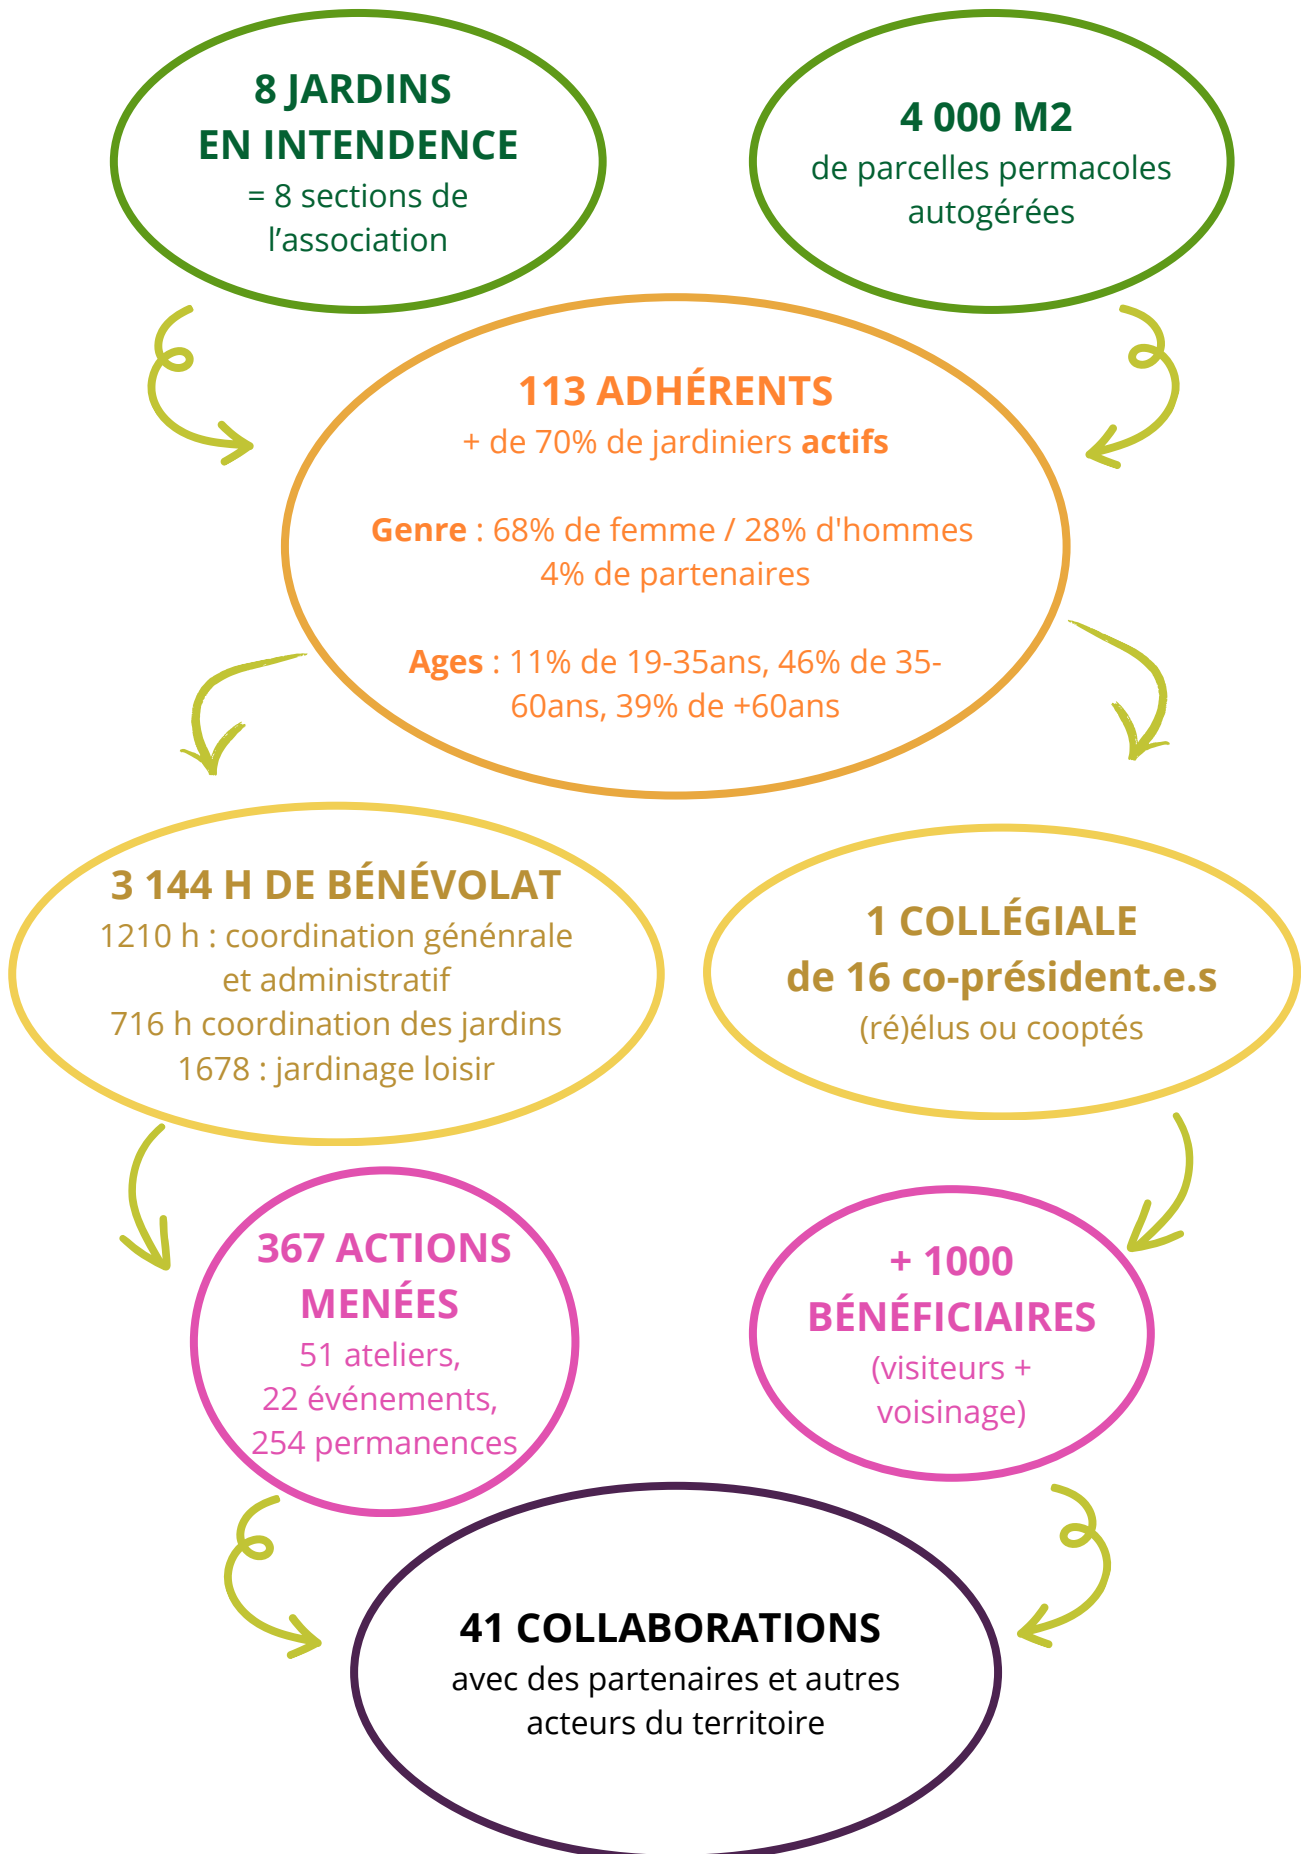 8 JARDINS
EN INTENDENCE
= 8 sections de
l’association
4 000 M2
de parcelles permacoles
autogérées
113 ADHÉRENTS
+ de 70% de jardiniers actifs
Genre : 68% de femme / 28% d'hommes
4% de partenaires
Ages : 11% de 19-35ans, 46% de 35-
60ans, 39% de +60ans
3 144 H DE BÉNÉVOLAT
1210 h : coordination génénrale
et administratif
716 h coordination des jardins
1678 : jardinage loisir
1 COLLÉGIALE
de 16 co-président.e.s
(ré)élus ou cooptés
367 ACTIONS
MENÉES
51 ateliers,
22 événements,
254 permanences
+ 1000
BÉNÉFICIAIRES
(visiteurs +
voisinage)
41 COLLABORATIONS
avec des partenaires et autres
acteurs du territoire